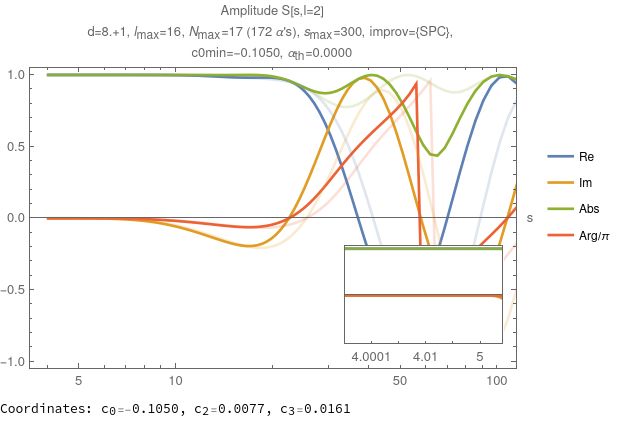 Amplitude S[s,l=2]
d=8.+1, lmax=16, Nmax=17 (172 α's), smax=300, improv={SPC},
c0min=-0.1050, αth=0.0000
1.0
0.5
0.0
-0.5
-1.0
5
10
50
100
s
Re
Im
Abs
Arg/π
4.0001
4.01
5
Coordinates: c0=-0.1050, c2=0.0077, c3=0.0161